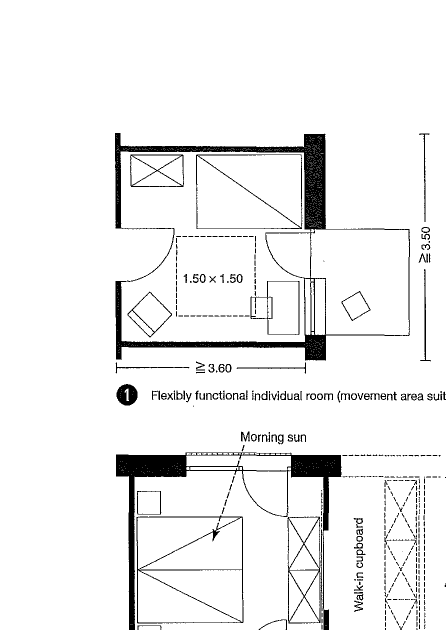 ≧ 3.50
1.50 × 1.50
≧ 3.60
1 Flexibly functional individual room (movement area suit
Morning sun
Walk-in cupboard